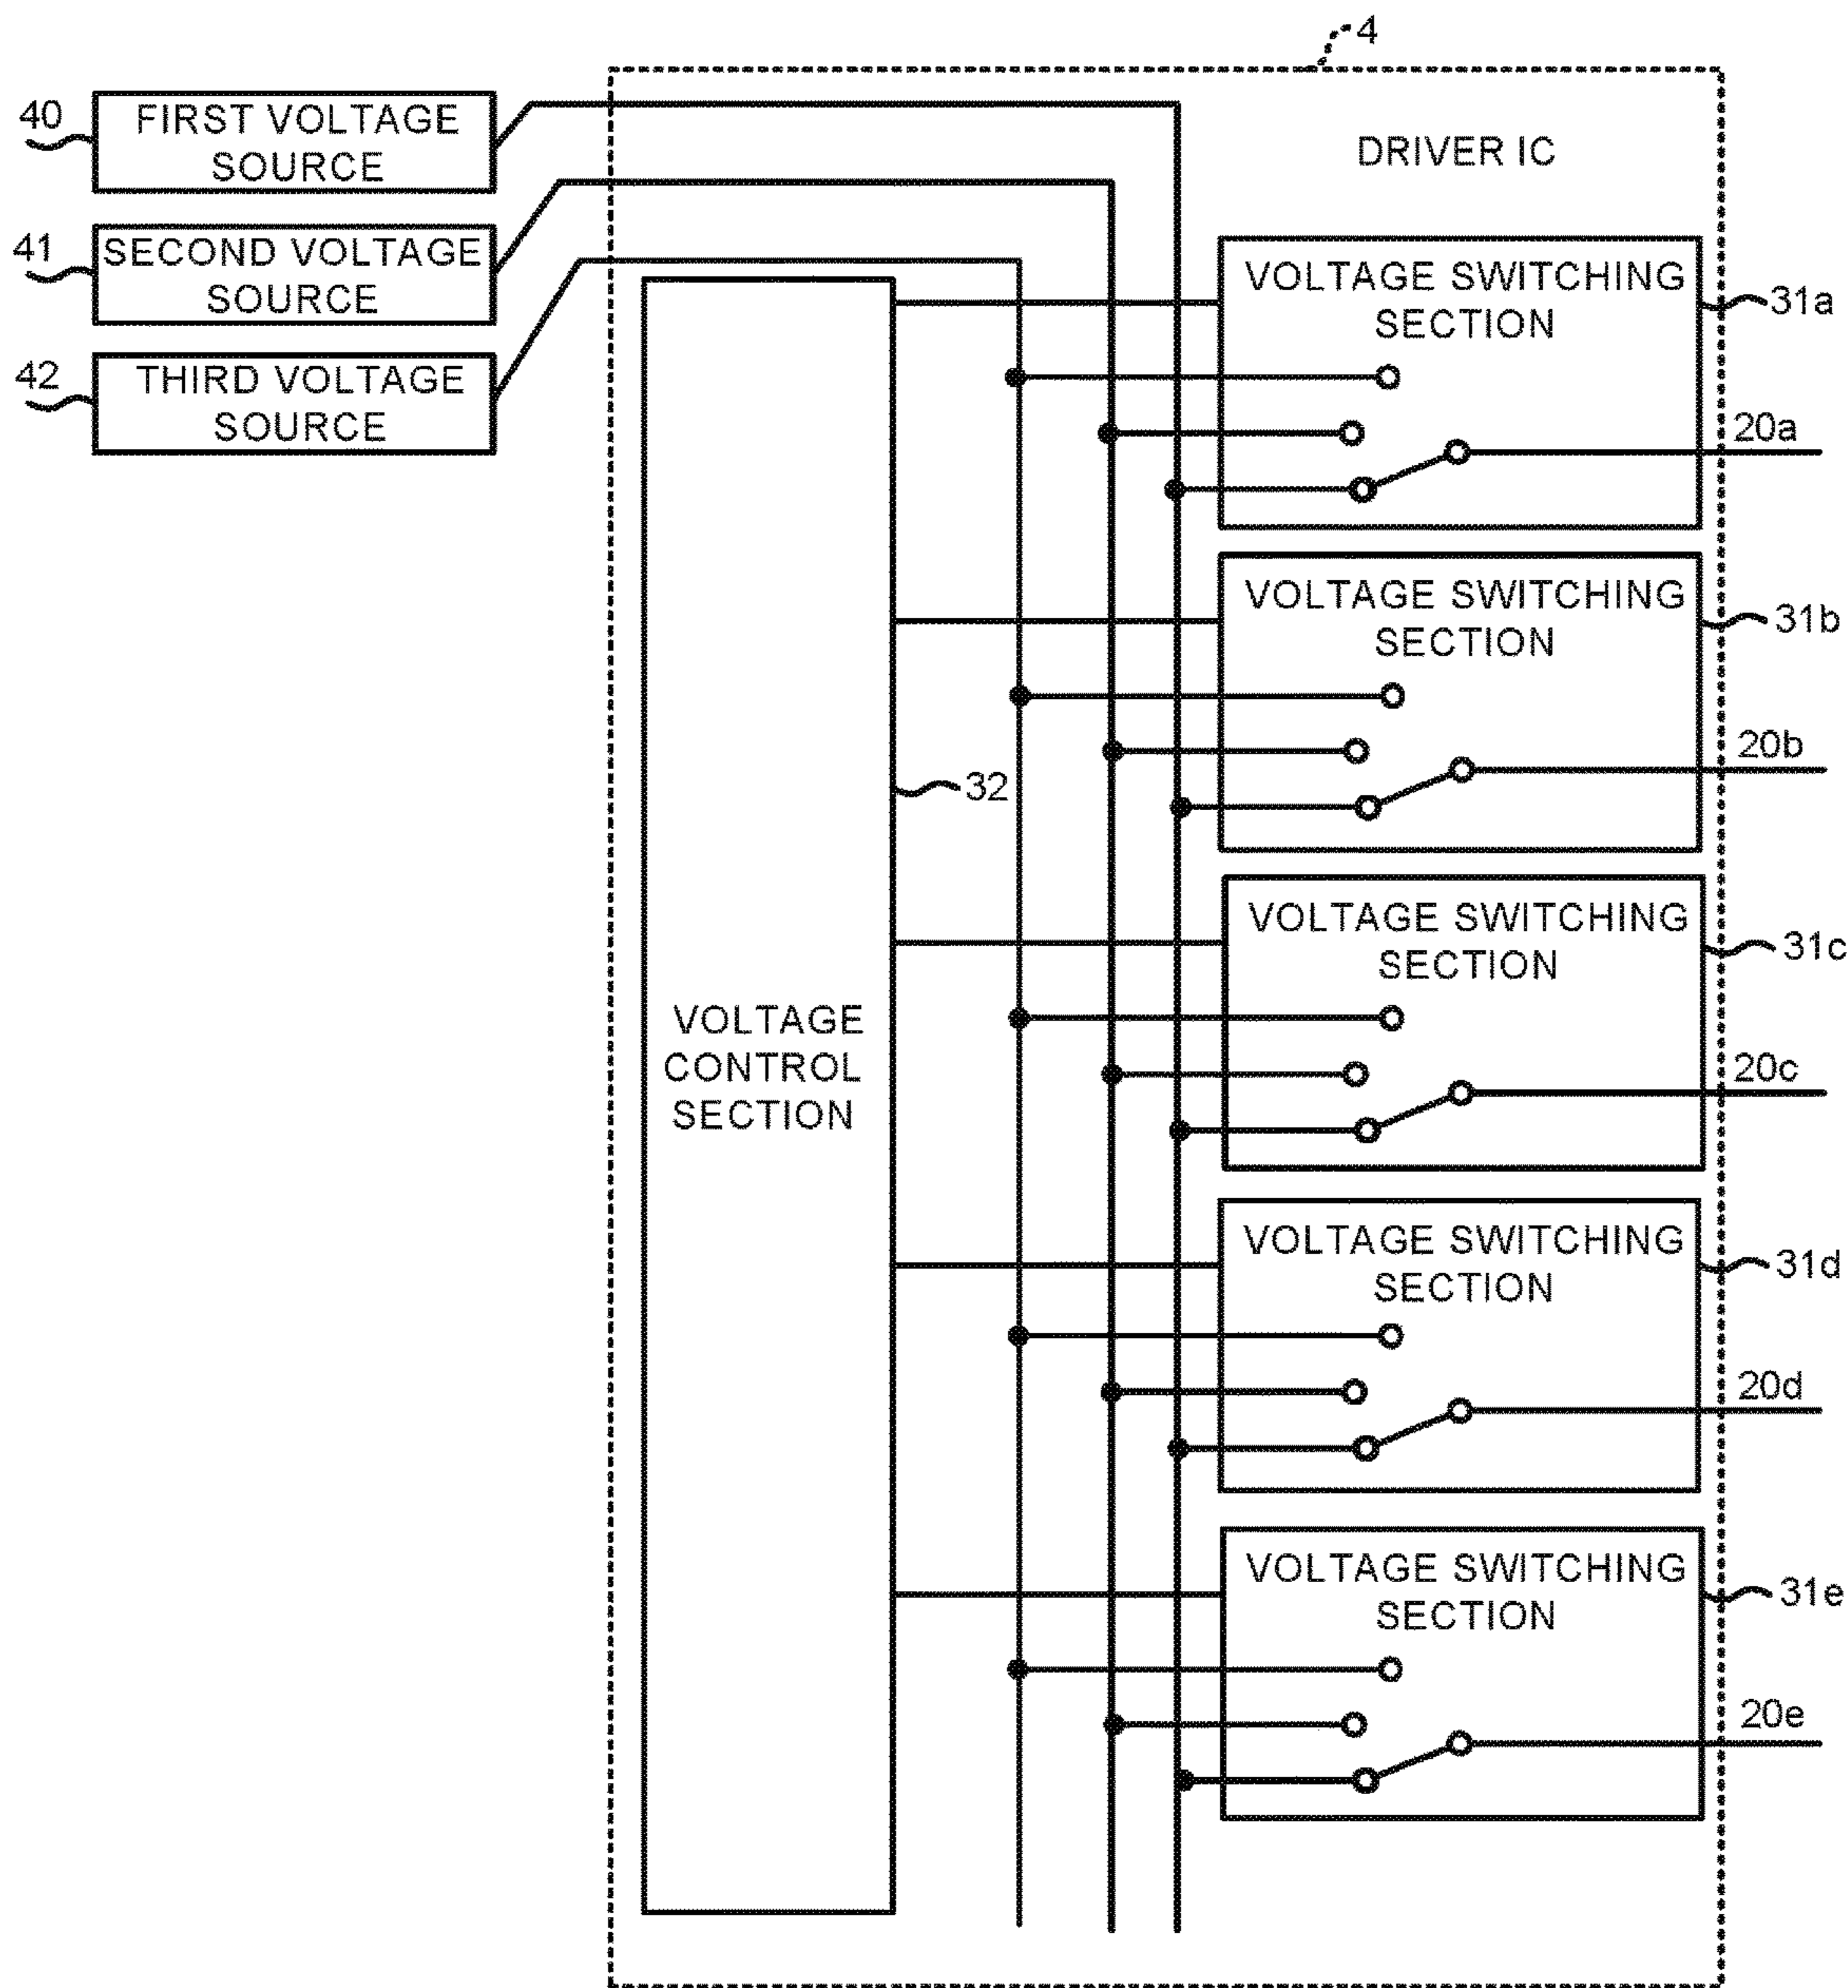 4
40
FIRST VOLTAGE
SOURCE
DRIVER IC
41
SECOND VOLTAGE
SOURCE
42
THIRD VOLTAGE
SOURCE
VOLTAGE SWITCHING
SECTION
31a
20a
VOLTAGE SWITCHING
SECTION
31b
20b
32
VOLTAGE
CONTROL
SECTION
VOLTAGE SWITCHING
SECTION
31c
20c
VOLTAGE SWITCHING
SECTION
31d
20d
VOLTAGE SWITCHING
SECTION
31e
20e